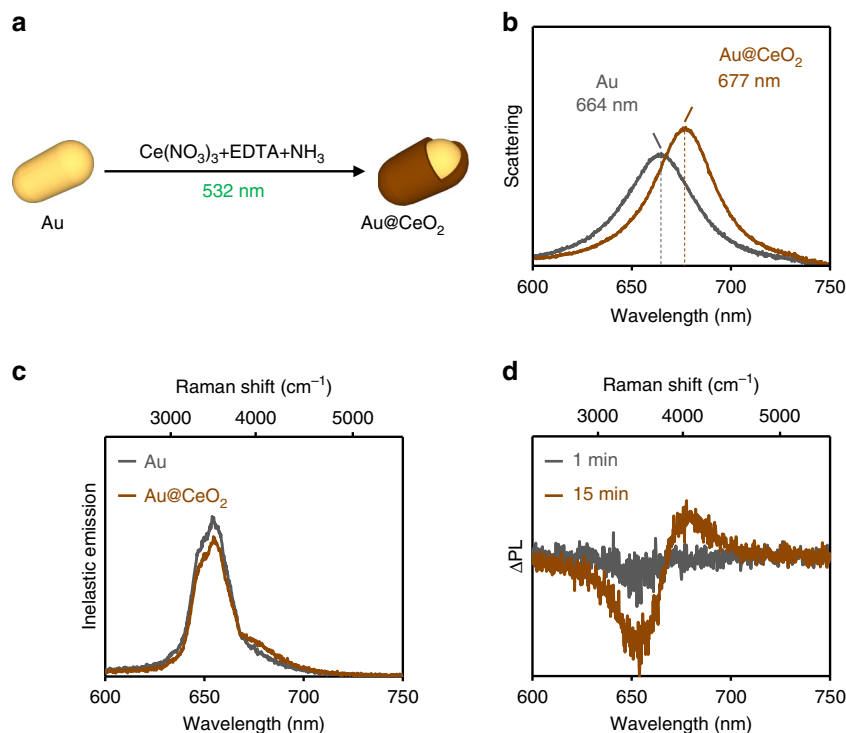 a
Ce(NO₃)₃+EDTA+NH₃
532 nm
Au
Au@CeO₂
b
Au@CeO₂
677 nm
Au
664 nm
Scattering
600
650
700
750
Wavelength (nm)
c
Raman shift (cm⁻¹)
3000
4000
5000
Au
Au@CeO₂
Inelastic emission
600
650
700
750
Wavelength (nm)
d
Raman shift (cm⁻¹)
3000
4000
5000
1 min
15 min
ΔPL
600
650
700
750
Wavelength (nm)